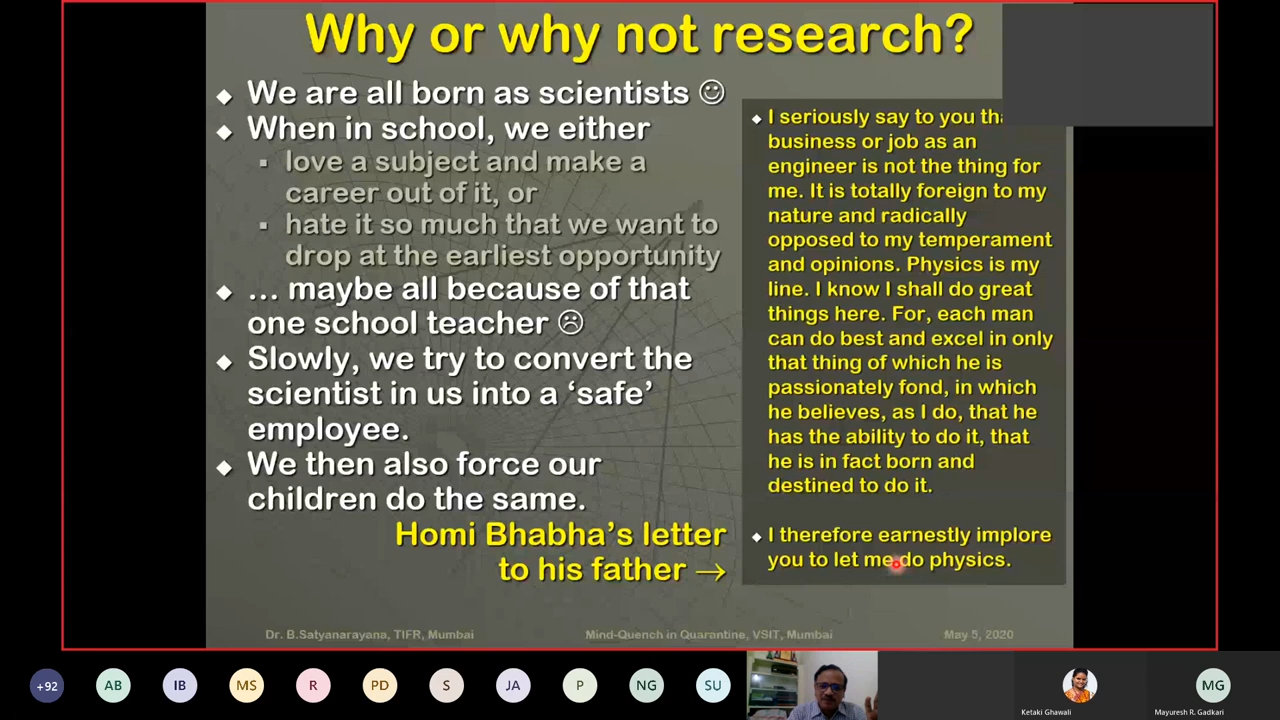 Why or why not research?
◆ We are all born as scientists ☺
◆ When in school, we either
▪ love a subject and make a
career out of it, or
▪ hate it so much that we want to
drop at the earliest opportunity
◆ … maybe all because of that
one school teacher ☹
◆ Slowly, we try to convert the
scientist in us into a ‘safe’
employee.
◆ We then also force our
children do the same.
Homi Bhabha’s letter
to his father →
◆ I seriously say to you
business or job as an
engineer is not the thing for
me. It is totally foreign to my
nature and radically
opposed to my temperament
and opinions. Physics is my
line. I know I shall do great
things here. For, each man
can do best and excel in only
that thing of which he is
passionately fond, in which
he believes, as I do, that he
has the ability to do it, that
he is in fact born and
destined to do it.
◆ I therefore earnestly implore
you to let me do physics.
Dr. B.Satyanarayana, TIFR, Mumbai
Mind-Quench in Quarantine, VSIT, Mumbai
May 5, 2020
+92
AB
IB
MS
R
PD
S
JA
P
NG
SU
Ketaki Ghawali
MG
Mayuresh R. Gadkari